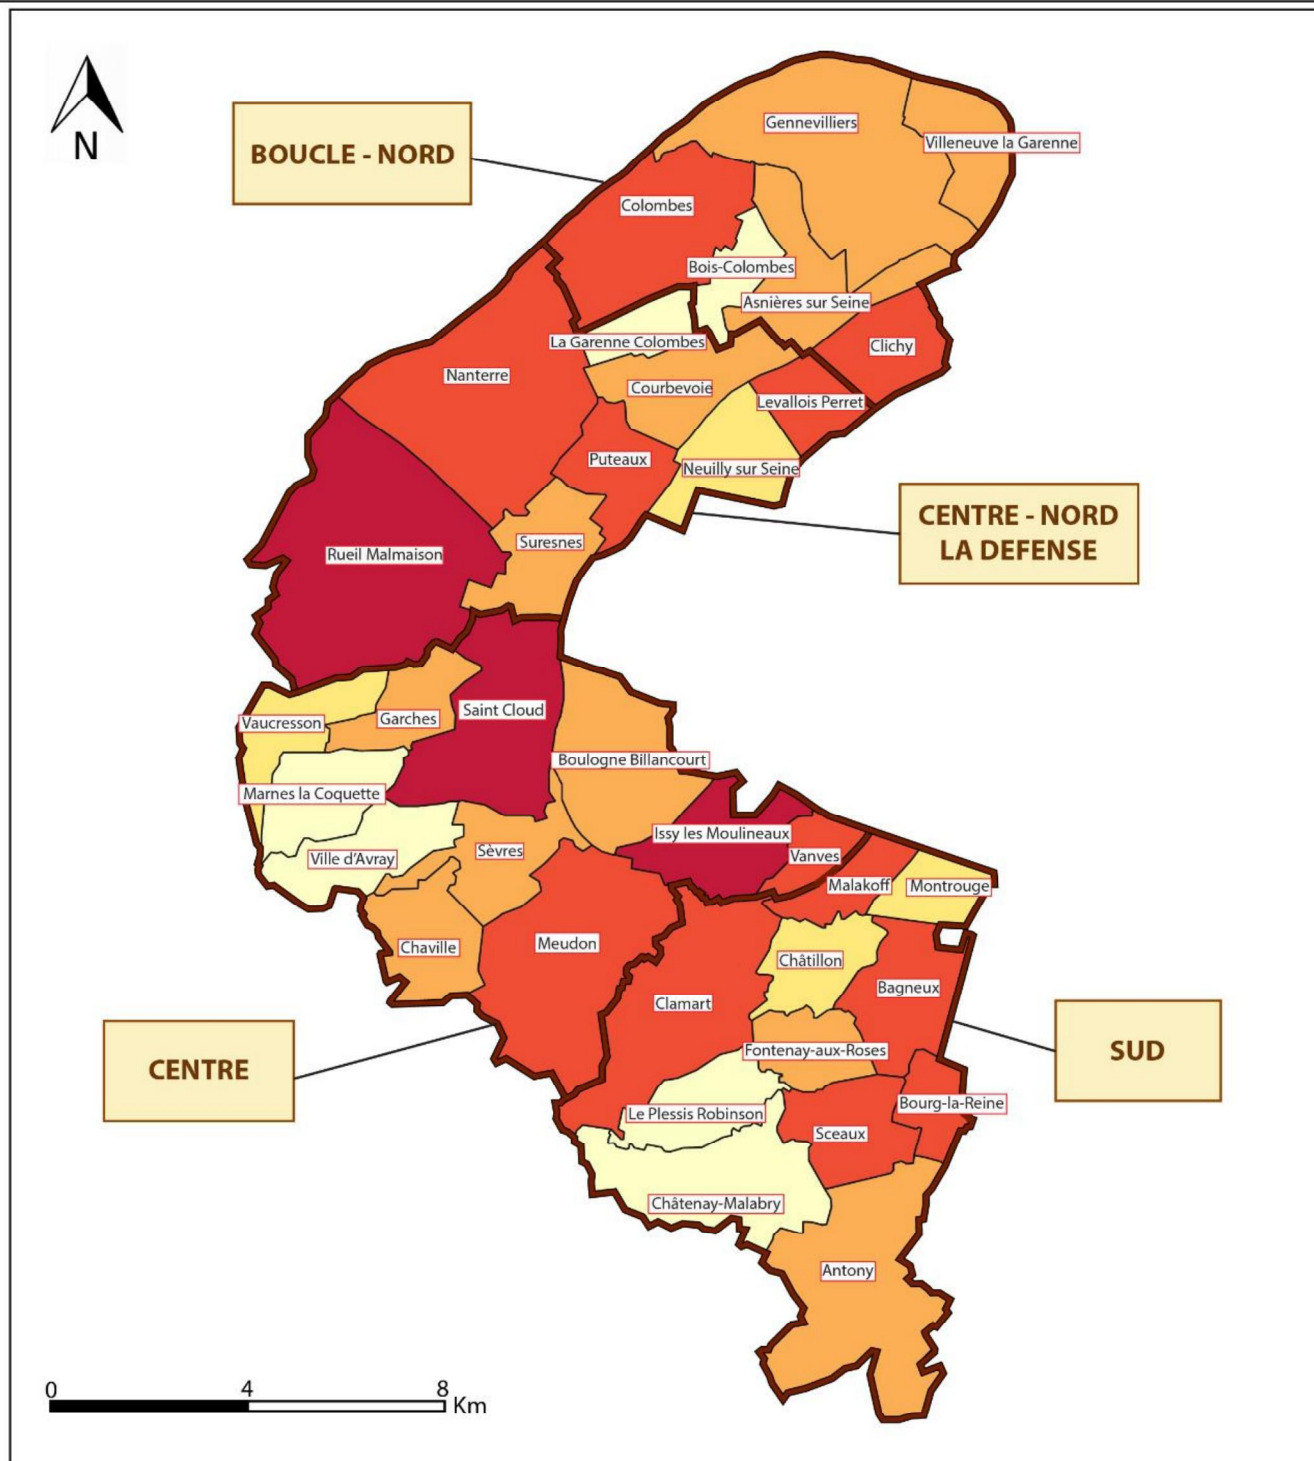 N
BOUCLE - NORD
Gennevilliers
Villeneuve la Garenne
Colombes
Bois-Colombes
Asnières sur Seine
La Garenne Colombes
Clichy
Nanterre
Courbevoie
Levallois Perret
Puteaux
Neuilly sur Seine
CENTRE - NORD
LA DEFENSE
Suresnes
Rueil Malmaison
Saint Cloud
Garches
Vaucresson
Boulogne Billancourt
Marnes la Coquette
Issy les Moulineaux
Sèvres
Vanves
Ville d'Avray
Malakoff
Montrouge
Chaville
Meudon
Châtillon
Bagneux
Clamart
Fontenay-aux-Roses
SUD
CENTRE
Bourg-la-Reine
Le Plessis Robinson
Sceaux
Châtenay-Malabry
Antony
0 4 8
Km